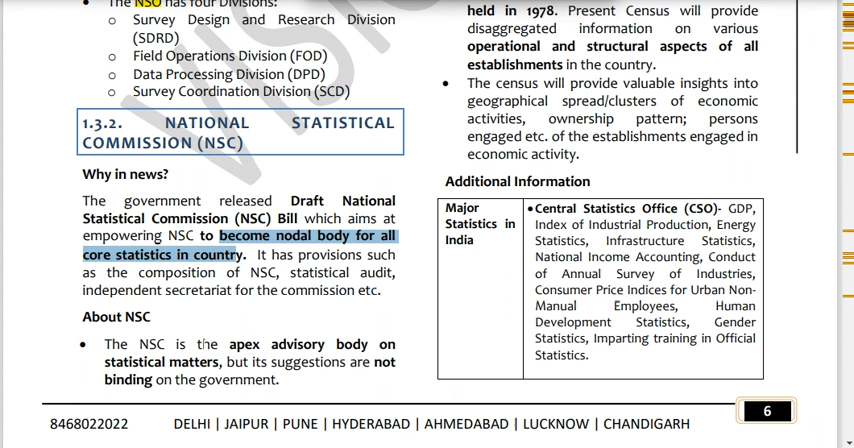 The NSO has four Divisions:
o Survey Design and Research Division
(SDRD)
o Field Operations Division (FOD)
o Data Processing Division (DPD)
o Survey Coordination Division (SCD)
1.3.2. NATIONAL STATISTICAL
COMMISSION (NSC)
Why in news?
The government released Draft National
Statistical Commission (NSC) Bill which aims at
empowering NSC to become nodal body for all
core statistics in country. It has provisions such
as the composition of NSC, statistical audit,
independent secretariat for the commission etc.
About NSC
• The NSC is the apex advisory body on
statistical matters, but its suggestions are not
binding on the government.
held in 1978. Present Census will provide
disaggregated information on various
operational and structural aspects of all
establishments in the country.
• The census will provide valuable insights into
geographical spread/clusters of economic
activities, ownership pattern; persons
engaged etc. of the establishments engaged in
economic activity.
Additional Information
Major
Statistics in
India
• Central Statistics Office (CSO)- GDP,
Index of Industrial Production, Energy
Statistics, Infrastructure Statistics,
National Income Accounting, Conduct
of Annual Survey of Industries,
Consumer Price Indices for Urban Non-
Manual Employees, Human
Development Statistics, Gender
Statistics, Imparting training in Official
Statistics.
6
8468022022 DELHI | JAIPUR | PUNE | HYDERABAD | AHMEDABAD | LUCKNOW | CHANDIGARH